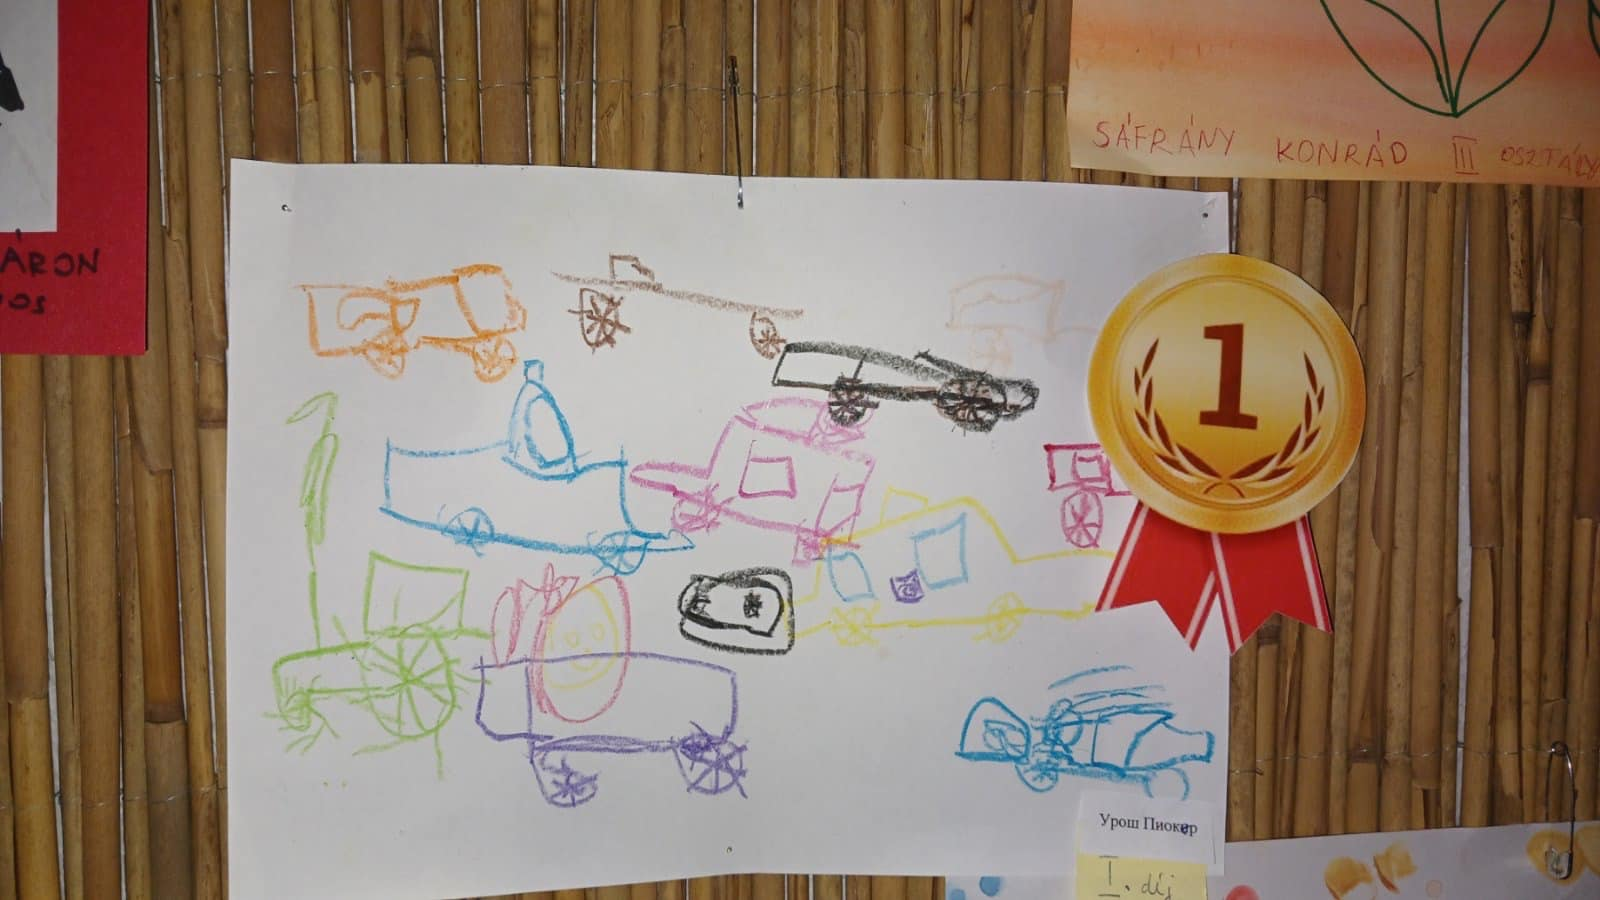 SÁFRÁNY KONRÁD III OSZTÁLY
ÁRON
1
Урош Пиокер
I. díj